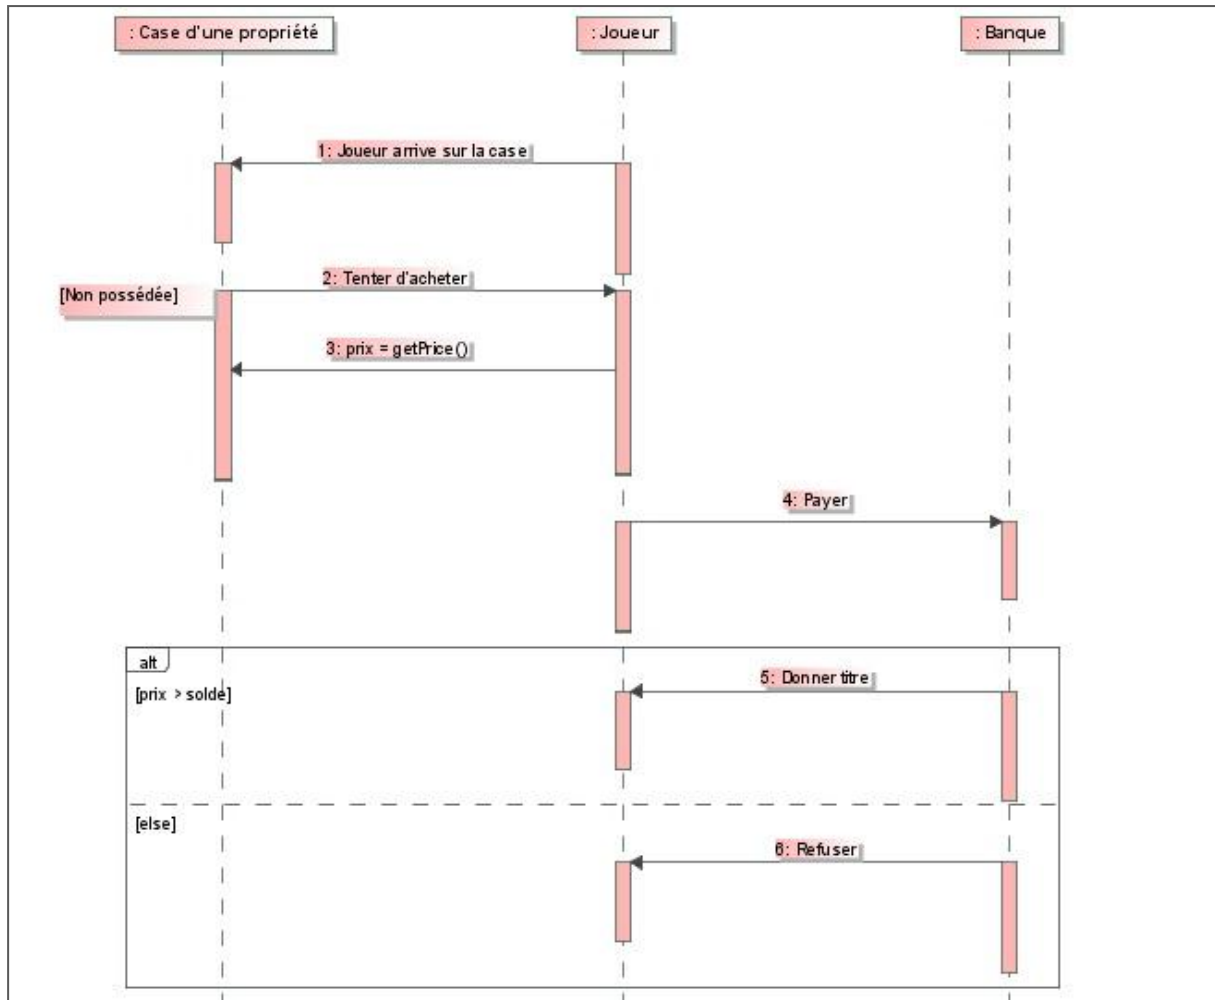 : Case d'une propriété
: Joueur
: Banque
1: Joueur arrive sur la case
2: Tenter d'acheter
[Non possédée]
3: prix = getPrice()
4: Payer
alt
5: Donner titre
[prix > solde]
[else]
6: Refuser